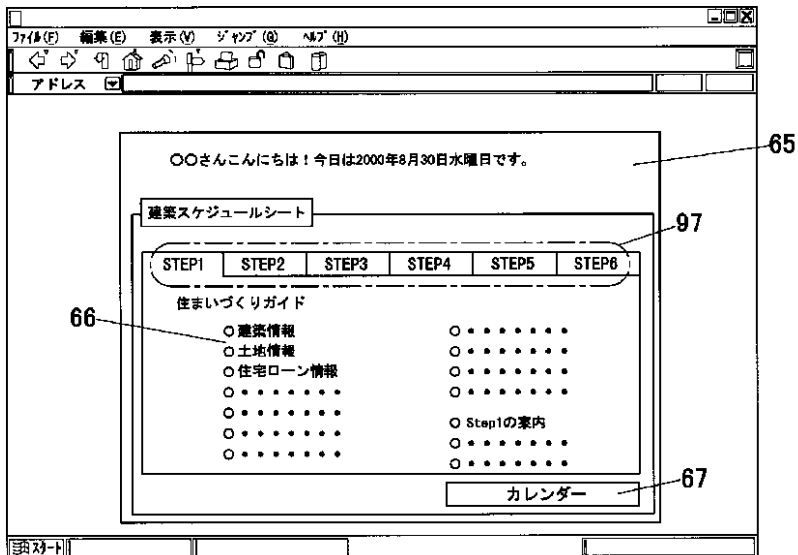 ファイル(F) 編集(E) 表示(V) ジャンプ(G) ヘルプ(H)
アドレス
65
〇〇さんこんにちは！今日は2000年8月30日水曜日です。
建築スケジュールシート
97
STEP1 STEP2 STEP3 STEP4 STEP5 STEP6
住まいづくりガイド
66
○建築情報 ○・・・・・・・
○土地情報 ○・・・・・・・
○住宅ローン情報 ○・・・・・・・
○・・・・・・・ ○・・・・・・・
○・・・・・・・ ○Step1の案内
○・・・・・・・ ○・・・・・・・
○・・・・・・・ ○・・・・・・・
カレンダー
67
スタート